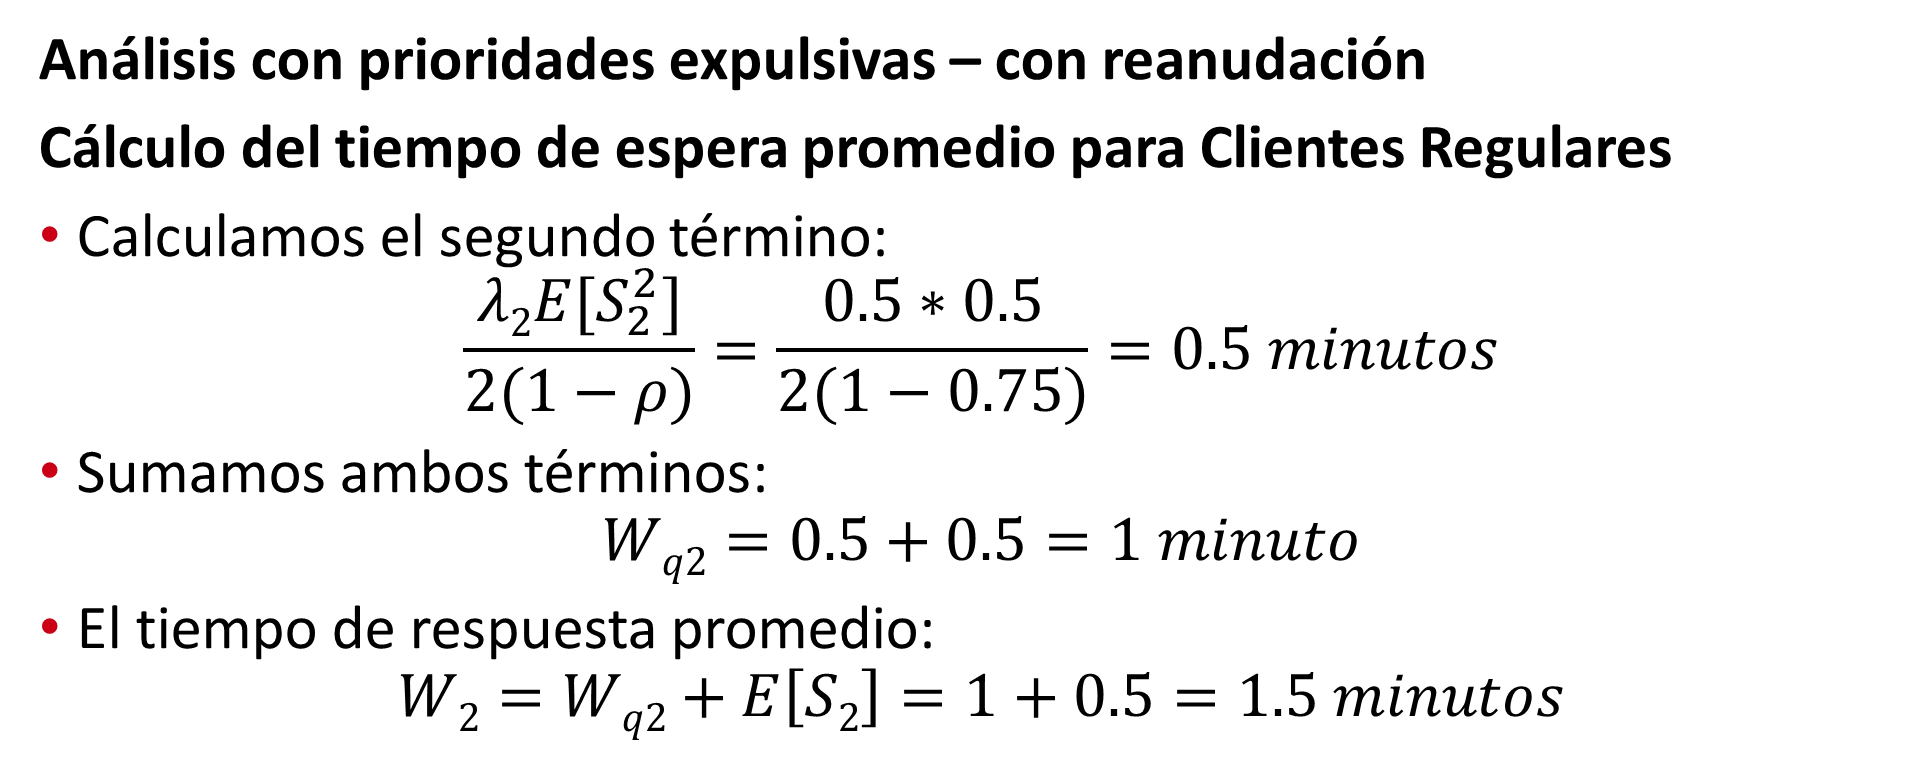 Análisis con prioridades expulsivas – con reanudación
Cálculo del tiempo de espera promedio para Clientes Regulares
• Calculamos el segundo término:
λ₂E[S₂²] / 2(1 − ρ) = 0.5 ∗ 0.5 / 2(1 − 0.75) = 0.5 minutos
• Sumamos ambos términos:
W_q2 = 0.5 + 0.5 = 1 minuto
• El tiempo de respuesta promedio:
W₂ = W_q2 + E[S₂] = 1 + 0.5 = 1.5 minutos